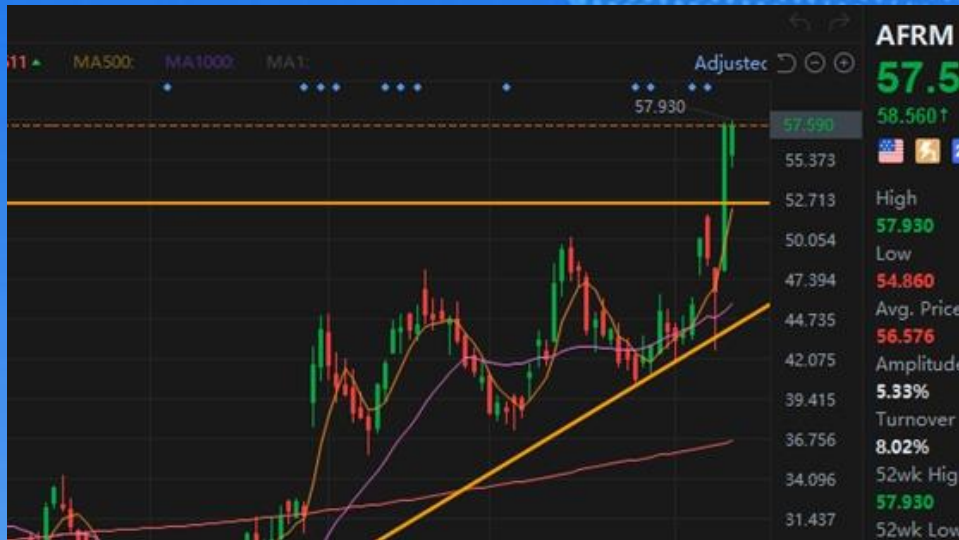 AFRM
511 MA500: MA1000: MA1: Adjusted
57.5
58.560↑
57.930
57.590
55.373
52.713
50.054
47.394
44.735
42.075
39.415
36.756
34.096
31.437
High
57.930
Low
54.860
Avg. Price
56.576
Amplitude
5.33%
Turnover
8.02%
52wk Hig
57.930
52wk Low